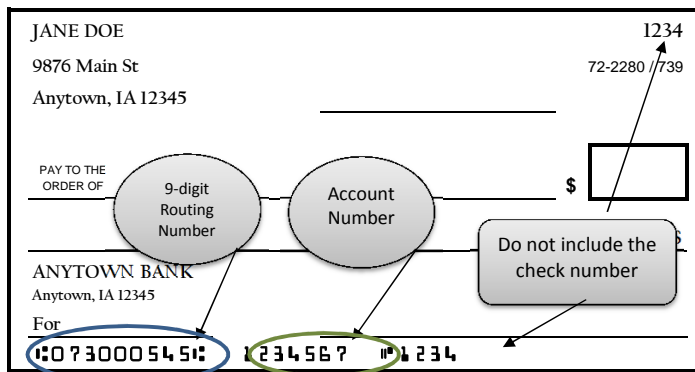 JANE DOE 1234
9876 Main St 72-2280 / 739
Anytown, IA 12345
PAY TO THE
ORDER OF
$
9-digit
Routing
Number
Account
Number
Do not include the
check number
ANYTOWN BANK
Anytown, IA 12345
For
⑆073000545⑆ 1234567 ⑈1234